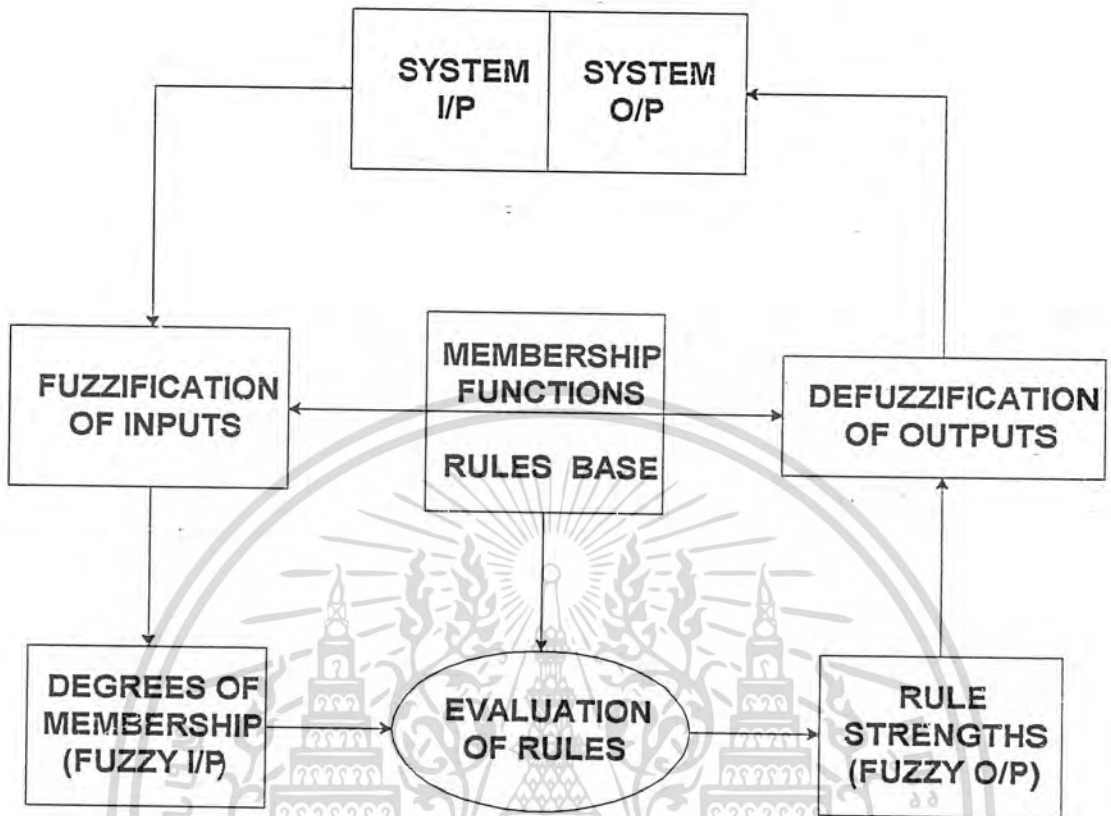 SYSTEM
I/P
SYSTEM
O/P
FUZZIFICATION
OF INPUTS
MEMBERSHIP
FUNCTIONS
RULES BASE
DEFUZZIFICATION
OF OUTPUTS
DEGREES OF
MEMBERSHIP
(FUZZY I/P)
EVALUATION
OF RULES
RULE
STRENGTHS
(FUZZY O/P)